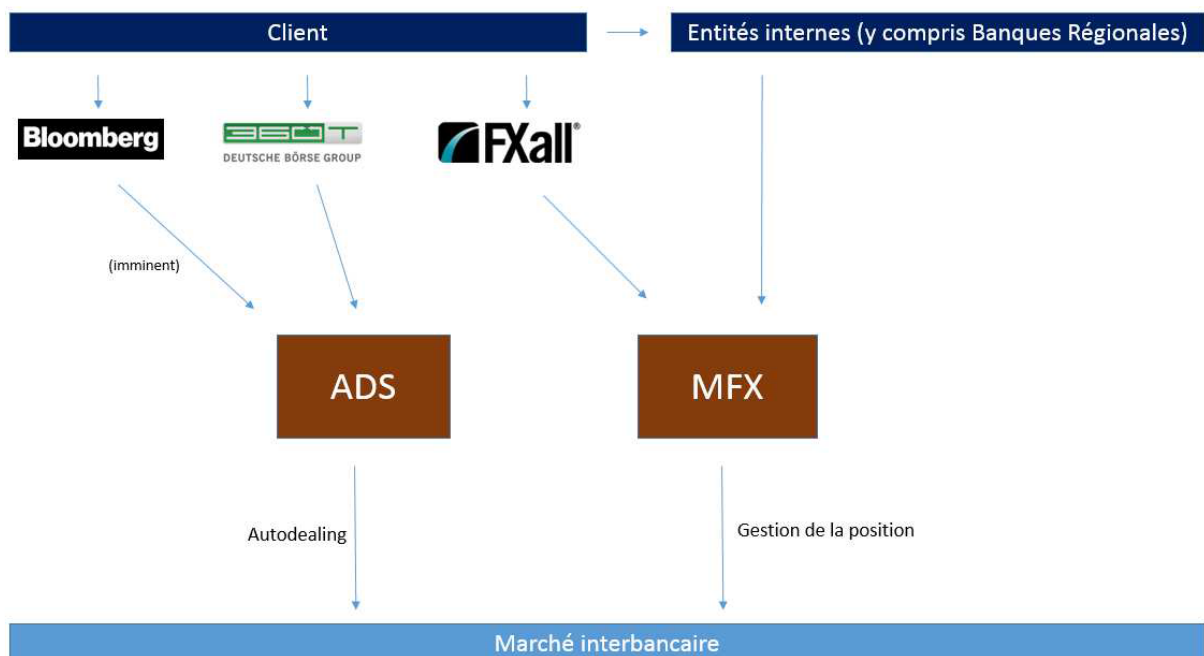 Client
Entités internes (y compris Banques Régionales)
Bloomberg
360T
DEUTSCHE BÖRSE GROUP
FXall®
(imminent)
ADS
MFX
Autodealing
Gestion de la position
Marché interbancaire